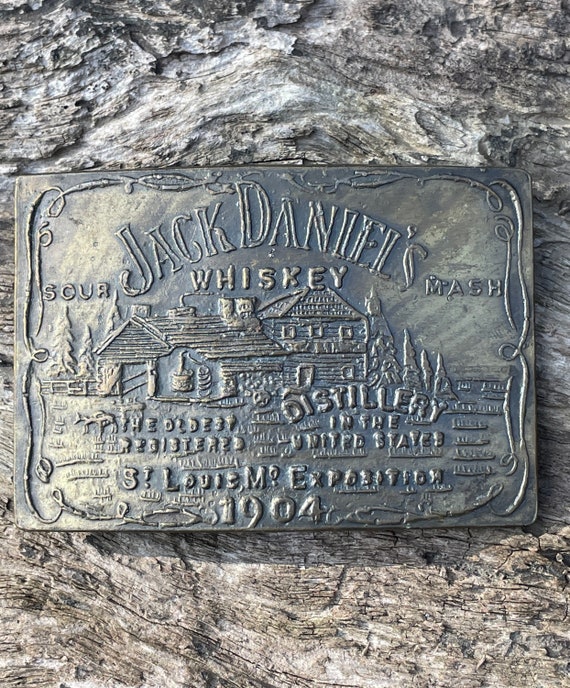 JACK DANIEL'S
SOUR WHISKEY MASH
DISTILLERY
THE OLDEST IN THE
REGISTERED UNITED STATES
ST LOUIS MO EXPOSITION
1904